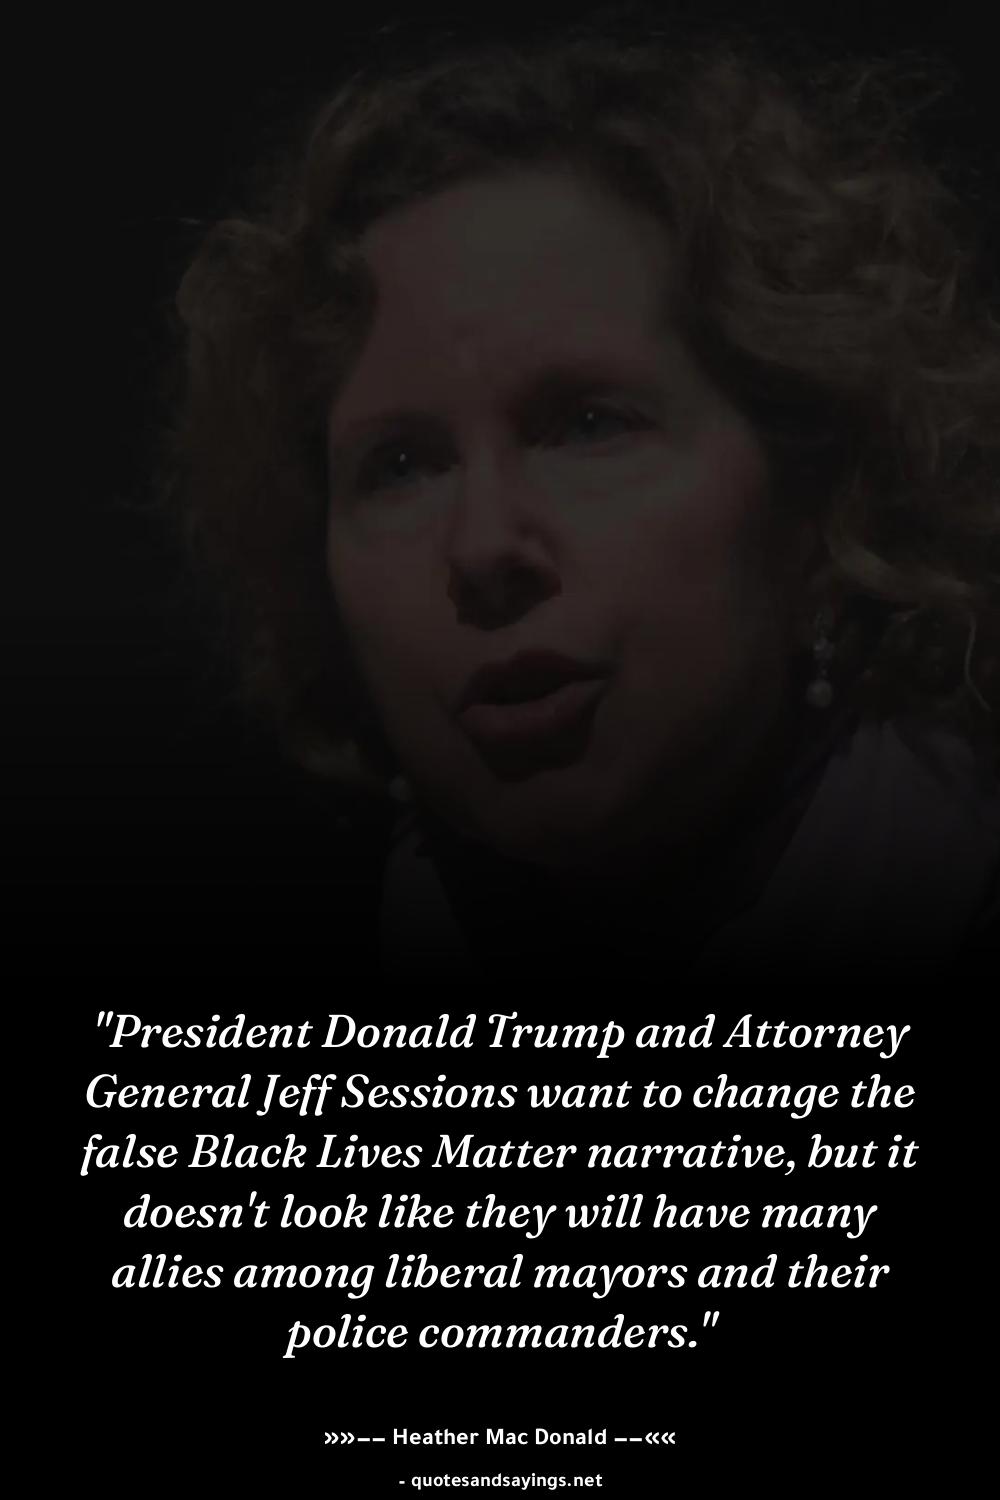 "President Donald Trump and Attorney
General Jeff Sessions want to change the
false Black Lives Matter narrative, but it
doesn't look like they will have many
allies among liberal mayors and their
police commanders."
»»−− Heather Mac Donald −−««
- quotesandsayings.net